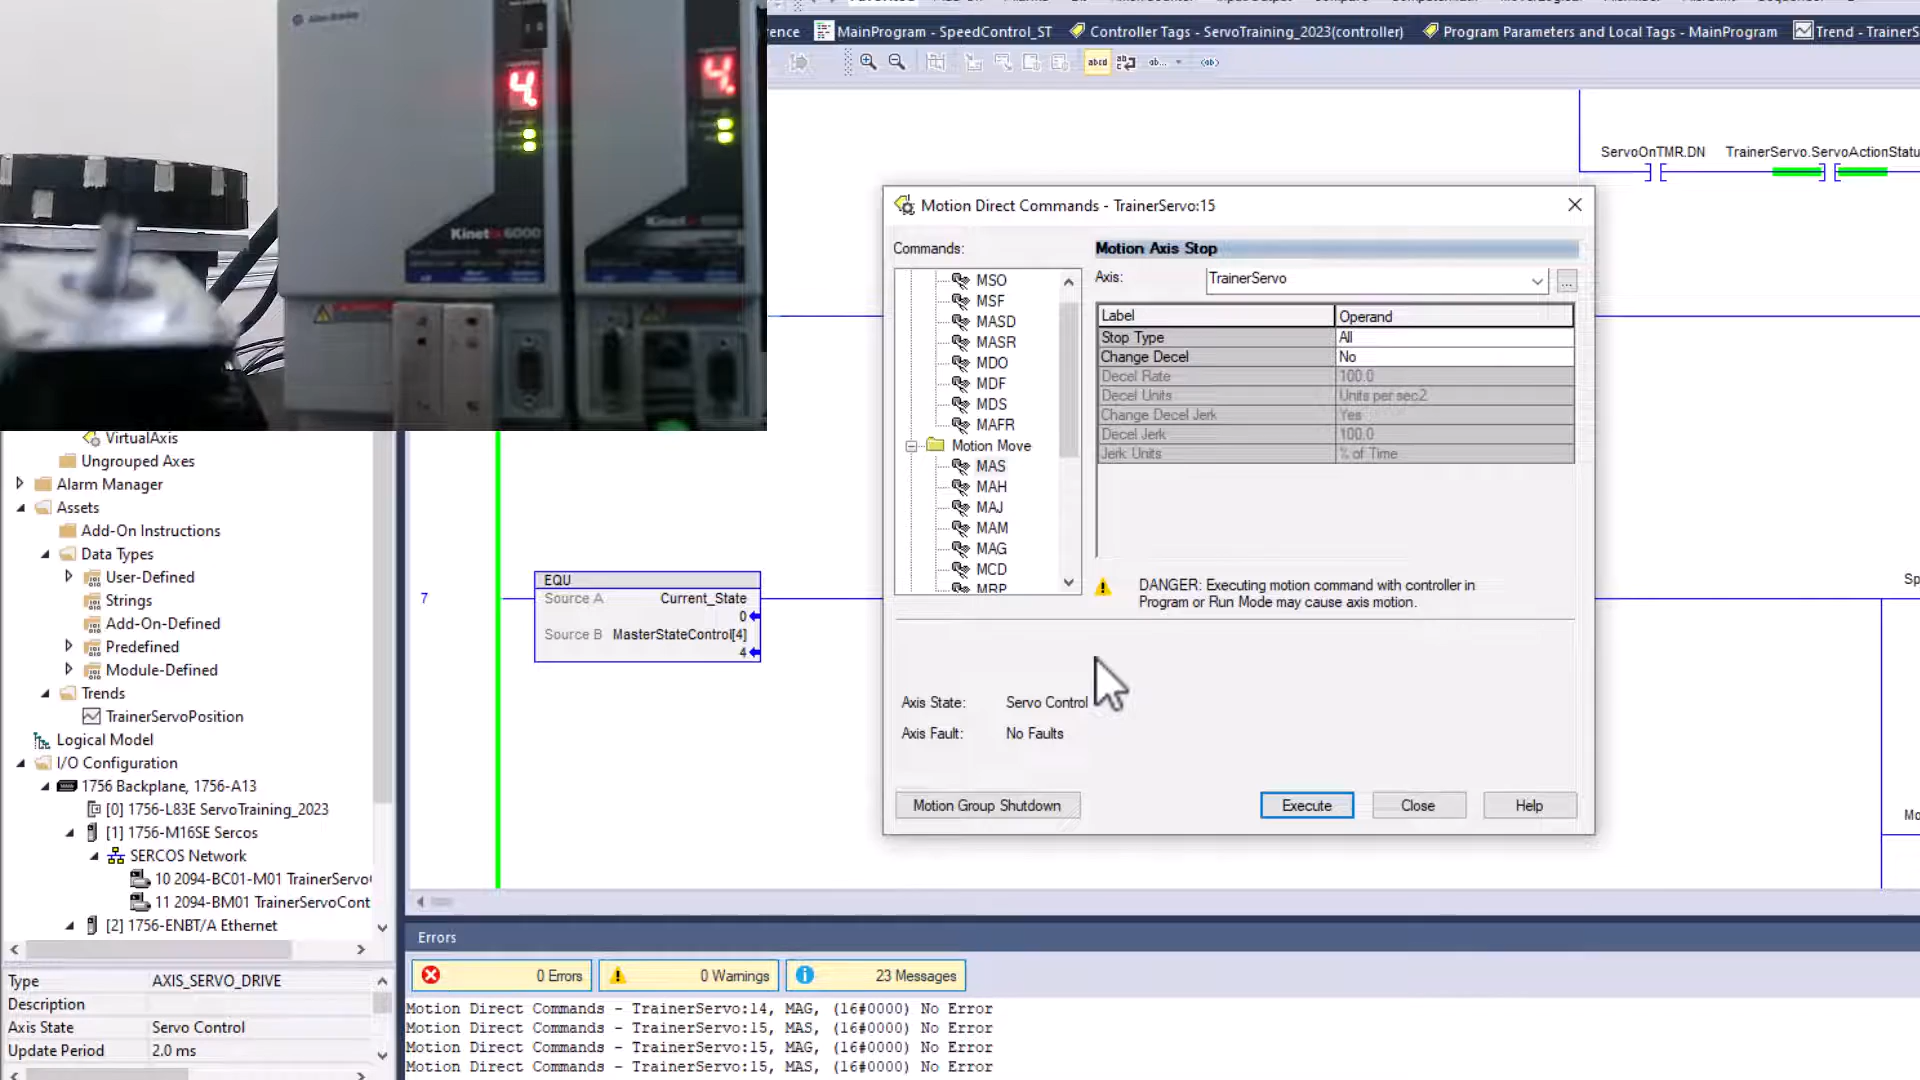 Allen-Bradley
4.
4.
Kinetix 6000
MainProgram - SpeedControl_ST
Controller Tags - ServoTraining_2023(controller)
Program Parameters and Local Tags - MainProgram
Trend - TrainerS
abcd
ServoOnTMR.DN
TrainerServo.ServoActionStatu
Motion Direct Commands - TrainerServo:15
Commands:
MSO
MSF
MASD
MASR
MDO
MDF
MDS
MAFR
Motion Move
MAS
MAH
MAJ
MAM
MAG
MCD
MRP
Motion Axis Stop
Axis:
TrainerServo
...
Label Operand
Stop Type All
Change Decel No
Decel Rate 100.0
Decel Units Units per sec2
Change Decel Jerk Yes
Decel Jerk 100.0
Jerk Units % of Time
DANGER: Executing motion command with controller in
Program or Run Mode may cause axis motion.
Axis State: Servo Control
Axis Fault: No Faults
Motion Group Shutdown
Execute
Close
Help
7
EQU
Source A Current_State
0
Source B MasterStateControl[4]
4
Sp
Mo
VirtualAxis
Ungrouped Axes
Alarm Manager
Assets
Add-On Instructions
Data Types
User-Defined
Strings
Add-On-Defined
Predefined
Module-Defined
Trends
TrainerServoPosition
Logical Model
I/O Configuration
1756 Backplane, 1756-A13
[0] 1756-L83E ServoTraining_2023
[1] 1756-M16SE Sercos
SERCOS Network
10 2094-BC01-M01 TrainerServo
11 2094-BM01 TrainerServoCont
[2] 1756-ENBT/A Ethernet
Type AXIS_SERVO_DRIVE
Description
Axis State Servo Control
Update Period 2.0 ms
Errors
0 Errors
0 Warnings
23 Messages
Motion Direct Commands - TrainerServo:14, MAG, (16#0000) No Error
Motion Direct Commands - TrainerServo:15, MAS, (16#0000) No Error
Motion Direct Commands - TrainerServo:15, MAG, (16#0000) No Error
Motion Direct Commands - TrainerServo:15, MAS, (16#0000) No Error